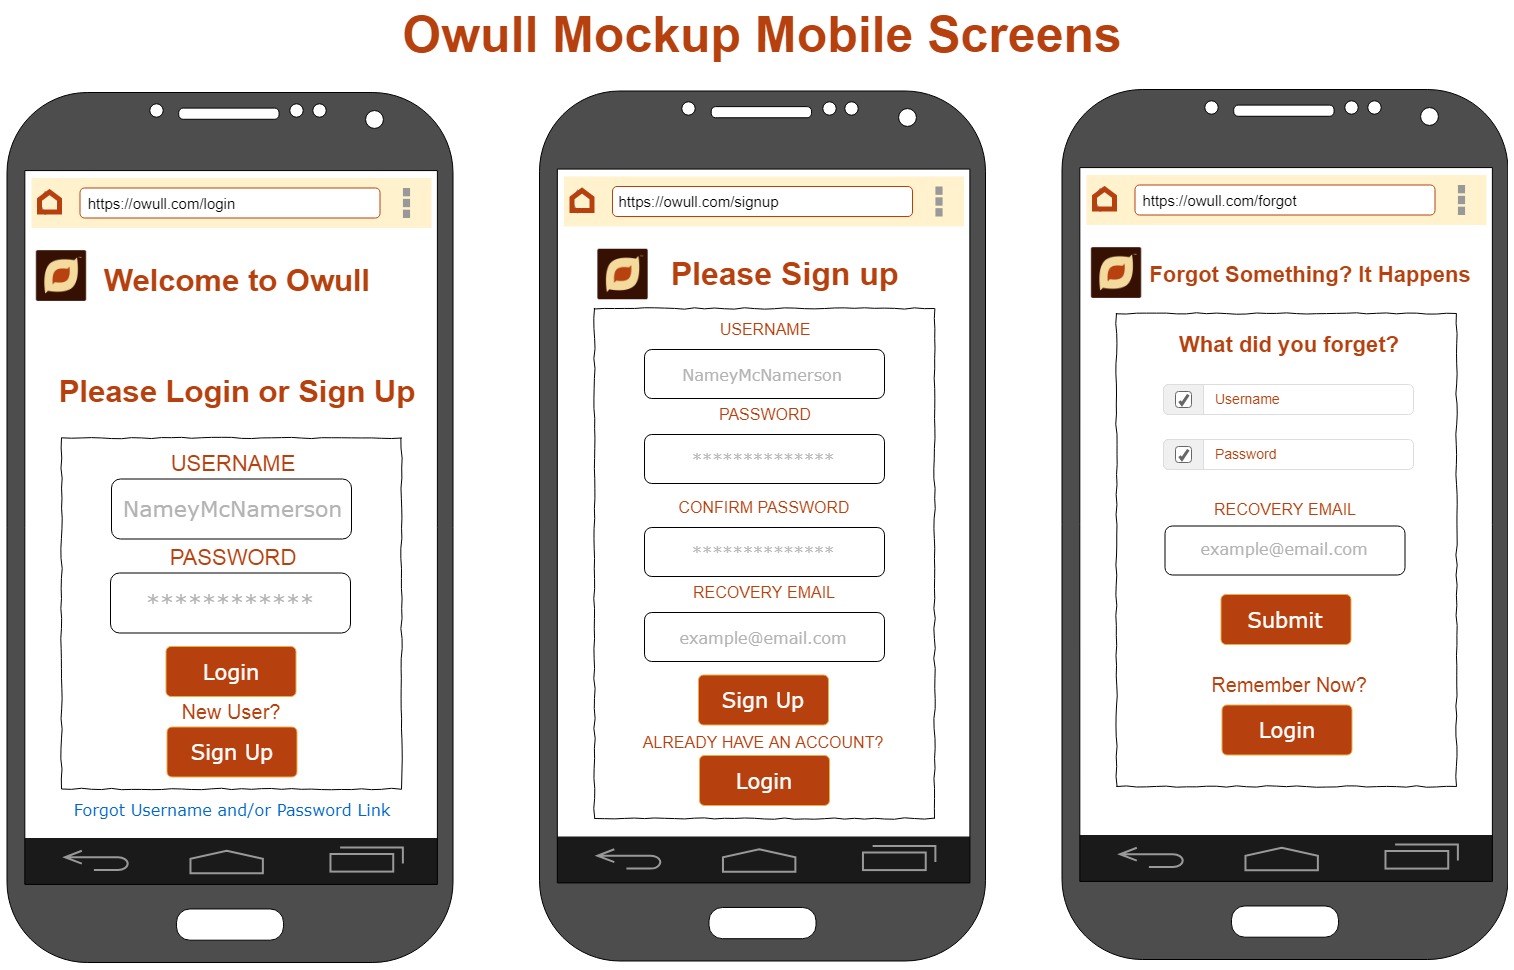 Owull Mockup Mobile Screens
https://owull.com/login
Welcome to Owull
Please Login or Sign Up
USERNAME
NameyMcNamerson
PASSWORD
************
Login
New User?
Sign Up
Forgot Username and/or Password Link
https://owull.com/signup
Please Sign up
USERNAME
NameyMcNamerson
PASSWORD
**************
CONFIRM PASSWORD
**************
RECOVERY EMAIL
example@email.com
Sign Up
ALREADY HAVE AN ACCOUNT?
Login
https://owull.com/forgot
Forgot Something? It Happens
What did you forget?
Username
Password
RECOVERY EMAIL
example@email.com
Submit
Remember Now?
Login